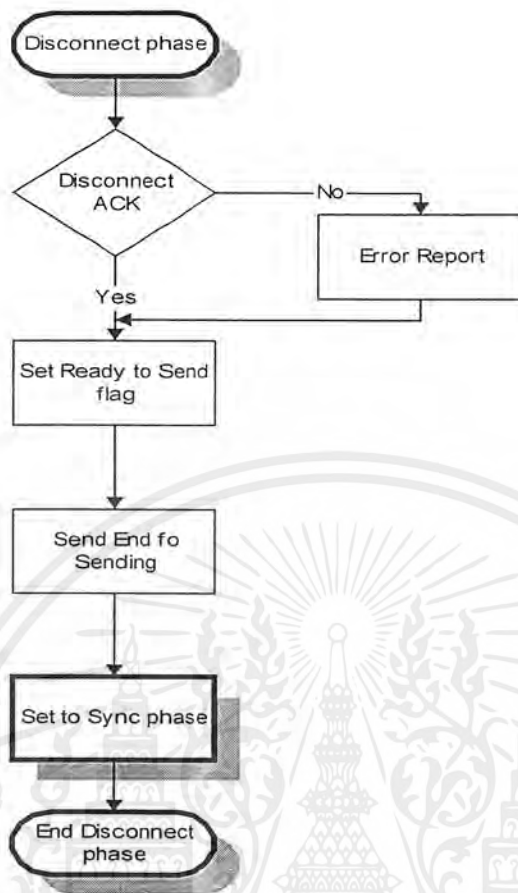 Disconnect phase
Disconnect
ACK
No
Error Report
Yes
Set Ready to Send
flag
Send End fo
Sending
Set to Sync phase
End Disconnect
phase